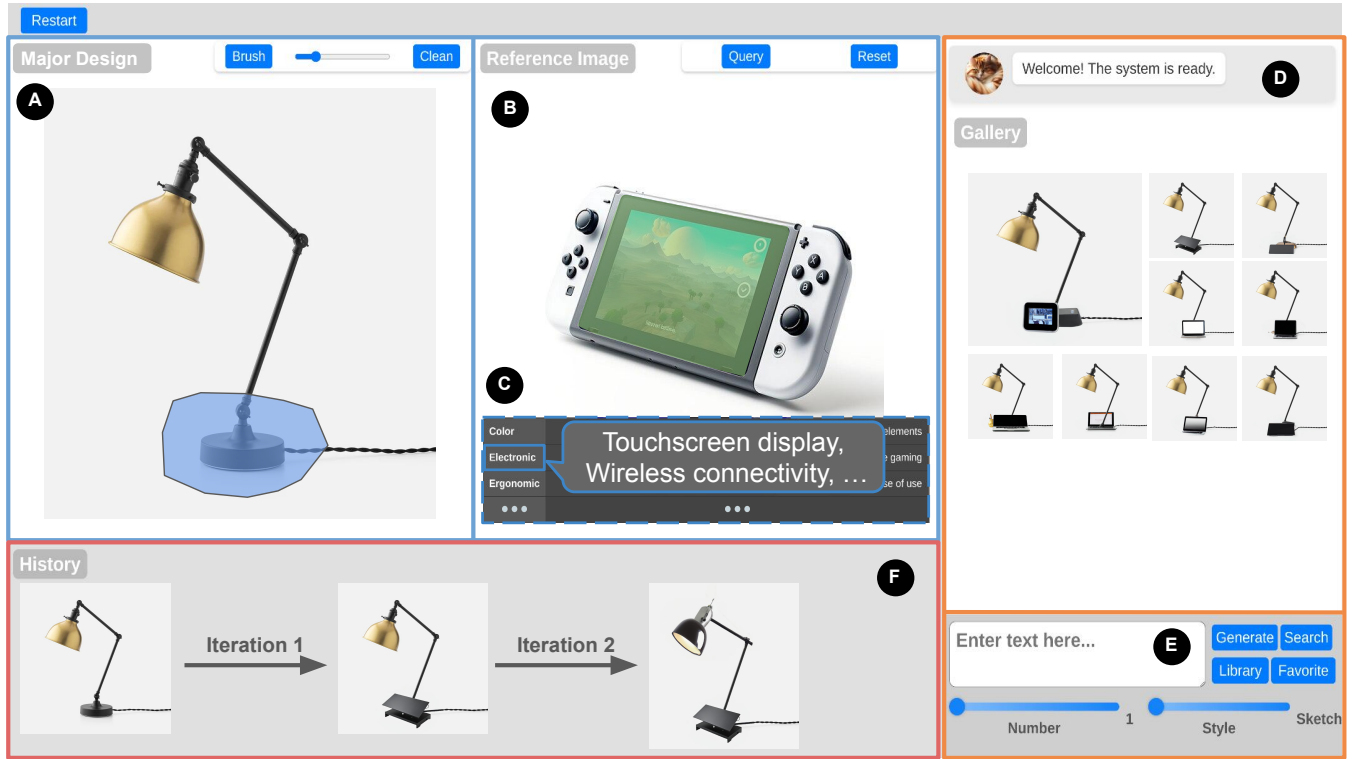 Restart
Major Design
Brush
Clean
A
Reference Image
Query
Reset
B
X
Y
A
B
C
Color
elements
Electronic
gaming
Ergonomic
se of use
Touchscreen display,
Wireless connectivity, …
Welcome! The system is ready.
D
Gallery
History
F
Iteration 1
Iteration 2
Enter text here...
E
Generate
Search
Library
Favorite
Number
1
Style
Sketch